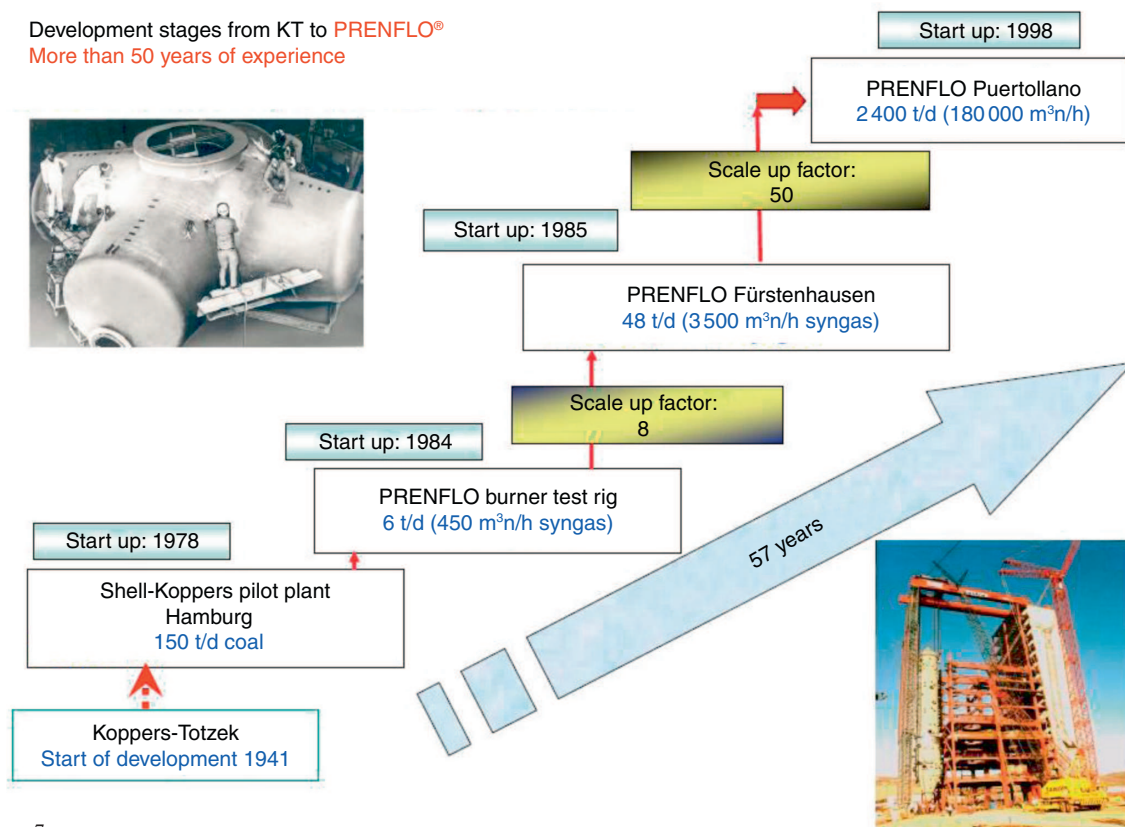 Development stages from KT to PRENFLO®
More than 50 years of experience
Start up: 1998
PRENFLO Puertollano
2 400 t/d (180 000 m³n/h)
Scale up factor:
50
Start up: 1985
PRENFLO Fürstenhausen
48 t/d (3 500 m³n/h syngas)
Scale up factor:
8
Start up: 1984
PRENFLO burner test rig
6 t/d (450 m³n/h syngas)
57 years
Start up: 1978
Shell-Koppers pilot plant
Hamburg
150 t/d coal
Koppers-Totzek
Start of development 1941